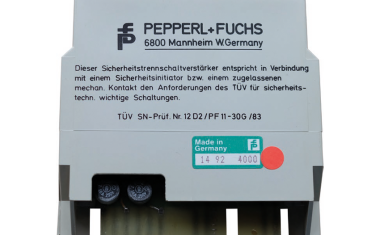 PEPPERL+FUCHS
6800 Mannheim W.Germany
Dieser Sicherheitstrennschaltverstärker entspricht in Verbindung
mit einem Sicherheitsinitiator bzw. einem zugelassenen
mechan. Kontakt den Anforderungen des TÜV für sicherheits-
techn. wichtige Schaltungen.
TÜV SN-Prüf. Nr. 12 D2/PF 11-30G/83
Made in
Germany
14 92 4000